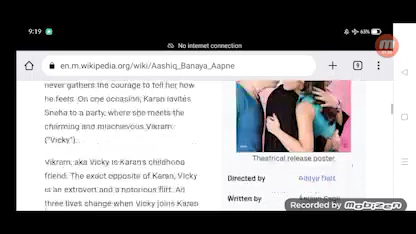 9:19
63%
No internet connection
en.m.wikipedia.org/wiki/Aashiq_Banaya_Aapne
9
never gathers the courage to tell her how
he feels. On one occasion, Karan invites
Sneha to a party, where she meets the
charming and mischievous Vikram
("Vicky").
Vikram, aka Vicky is Karan's childhood
friend. The exact opposite of Karan, Vicky
is an extrovert and a notorious flirt. All
three lives change when Vicky joins Karan
Theatrical release poster
Directed by Aditya Datt
Written by
Recorded by Mobizen